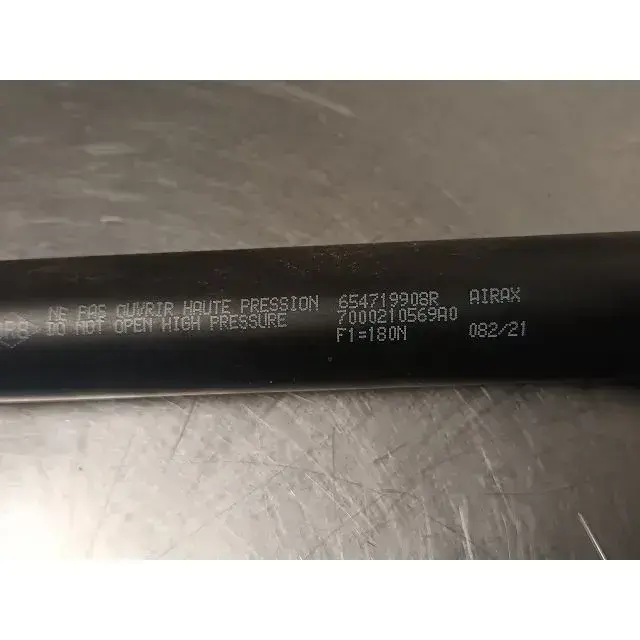 NE PAS OUVRIR HAUTE PRESSION 654719908R AIRAX
DO NOT OPEN HIGH PRESSURE 7000210569A0
F1=180N 082/21